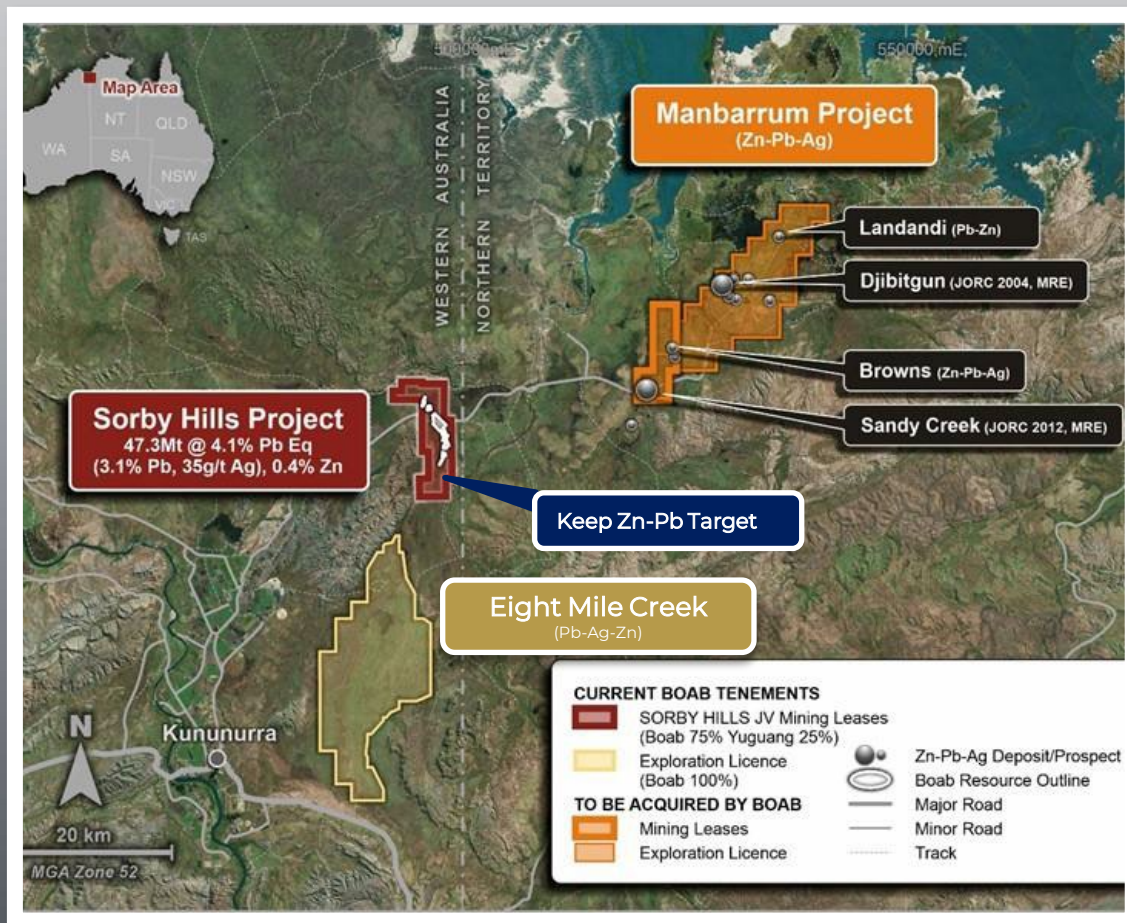 500000mE
550000 mE
Map Area
NT
QLD
WA
SA
NSW
VIC
TAS
WESTERN AUSTRALIA
NORTHERN TERRITORY
Manbarrum Project
(Zn-Pb-Ag)
Landandi (Pb-Zn)
Djibitgun (JORC 2004, MRE)
Browns (Zn-Pb-Ag)
Sandy Creek (JORC 2012, MRE)
Sorby Hills Project
47.3Mt @ 4.1% Pb Eq
(3.1% Pb, 35g/t Ag), 0.4% Zn
Keep Zn-Pb Target
Eight Mile Creek
(Pb-Ag-Zn)
Kununurra
N
20 km
MGA Zone 52
CURRENT BOAB TENEMENTS
SORBY HILLS JV Mining Leases
(Boab 75% Yuguang 25%)
Exploration Licence
(Boab 100%)
TO BE ACQUIRED BY BOAB
Mining Leases
Exploration Licence
Zn-Pb-Ag Deposit/Prospect
Boab Resource Outline
Major Road
Minor Road
Track